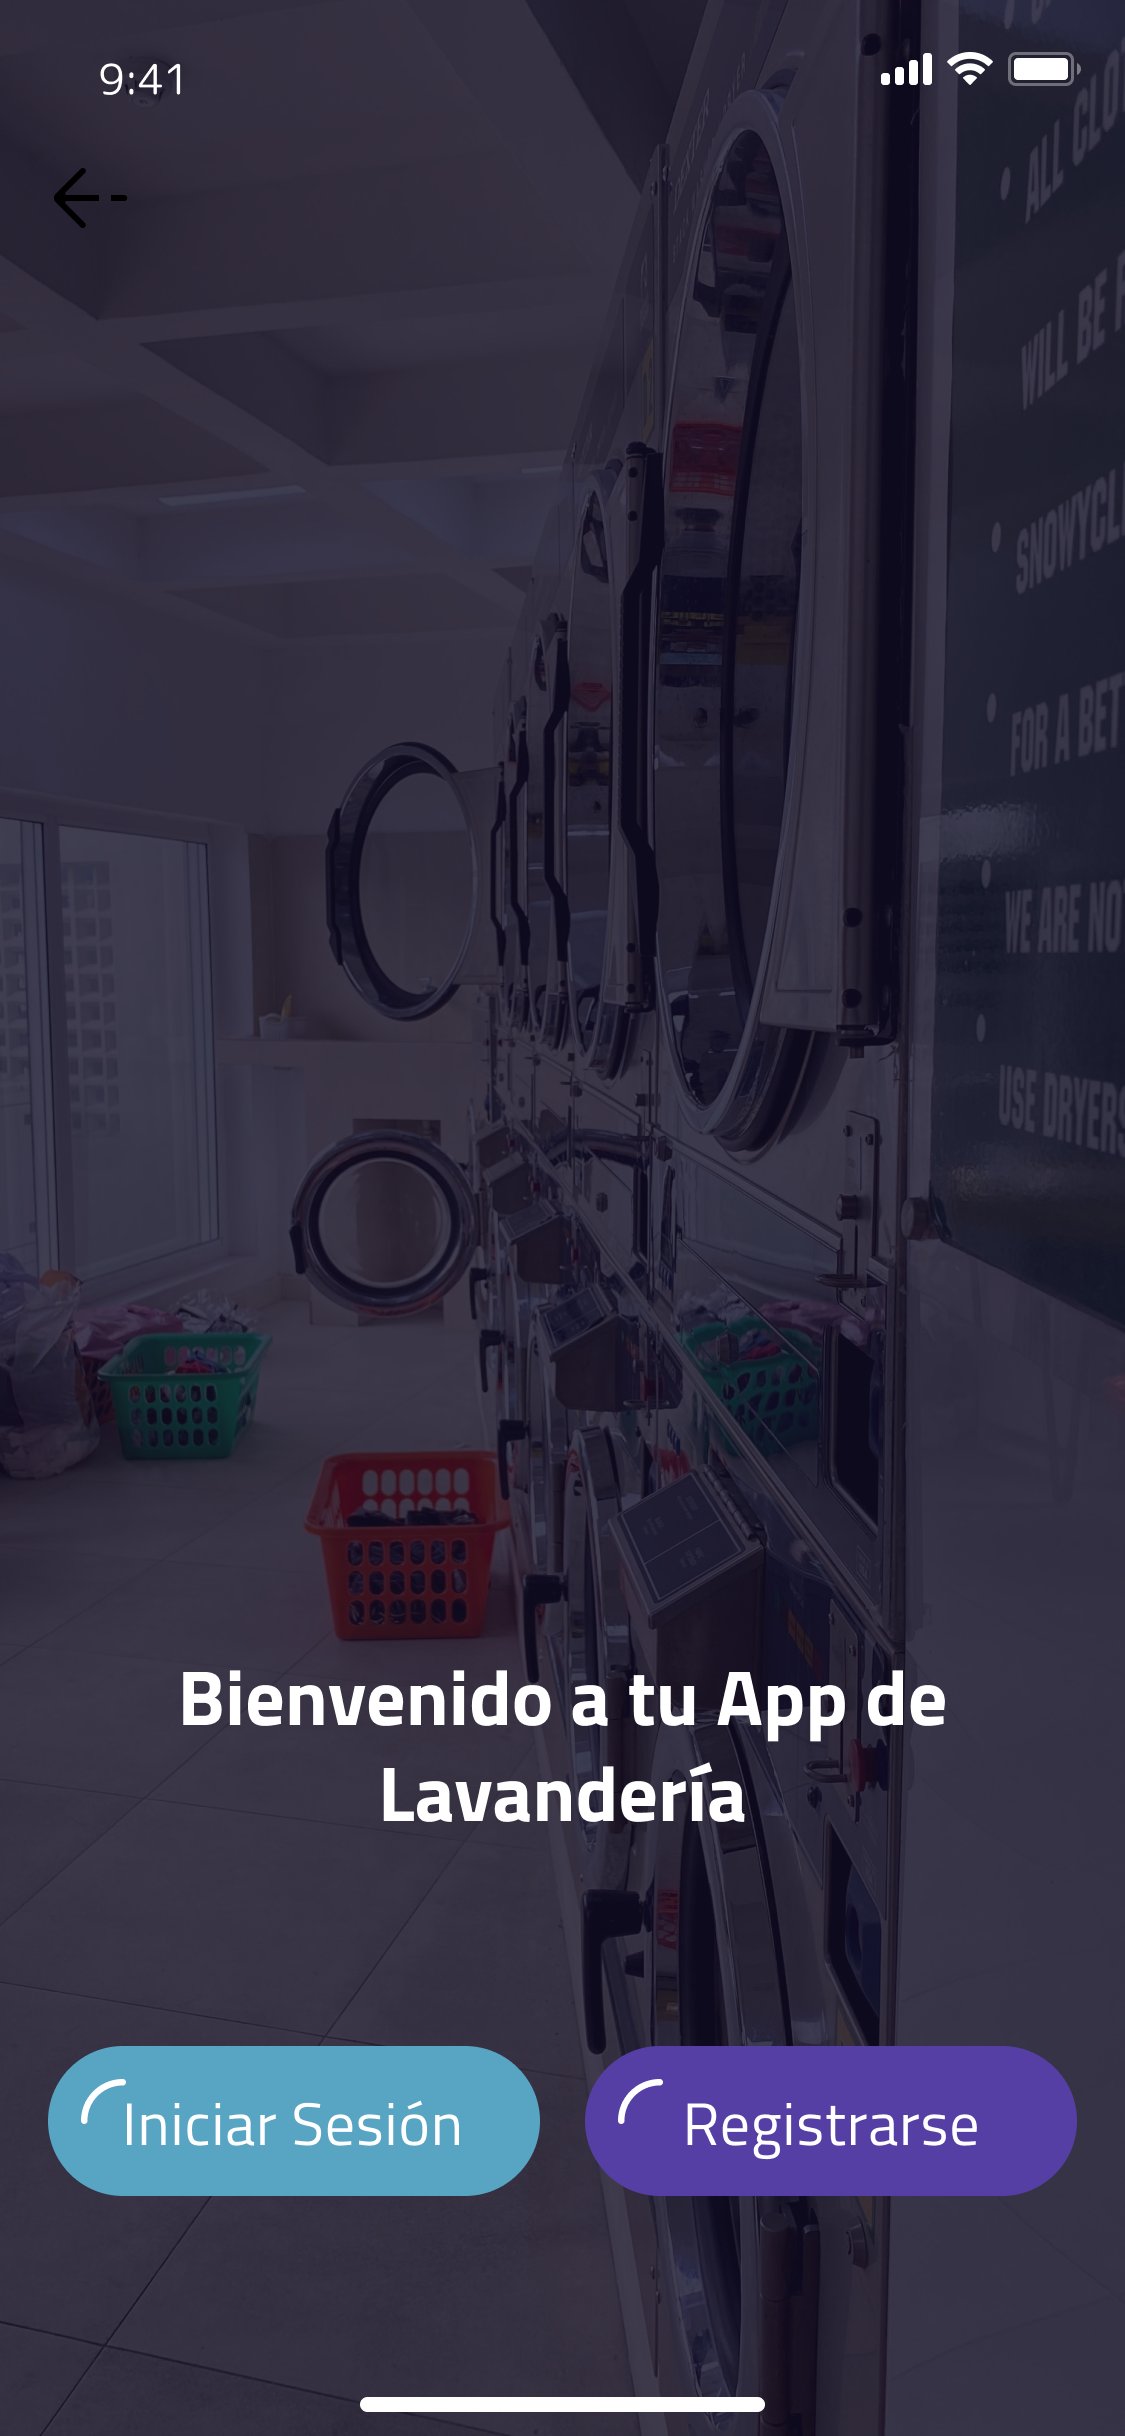 9:41
ALL CLO
WILL BE
SNOWYCL
FOR A BET
WE ARE NO
USE DRYERS
Bienvenido a tu App de
Lavandería
Iniciar Sesión
Registrarse